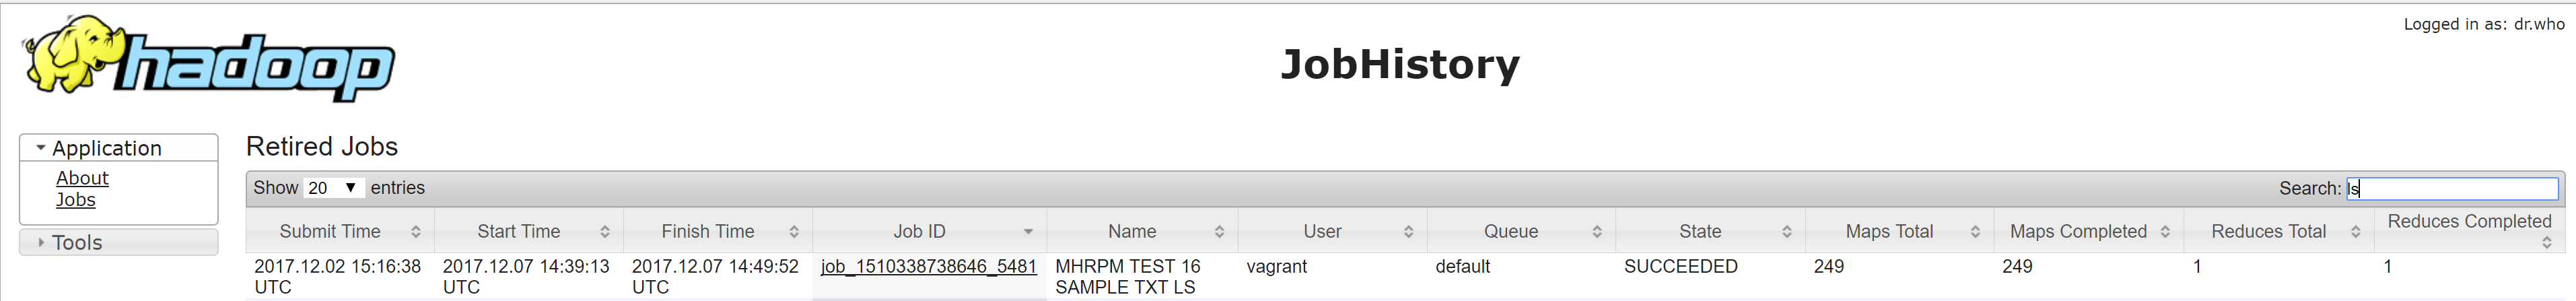 Logged in as: dr.who
hadoop
JobHistory
Application
About
Jobs
Tools
Retired Jobs
Show 20 entries
Search: ls
Submit Time Start Time Finish Time Job ID Name User Queue State Maps Total Maps Completed Reduces Total Reduces Completed
2017.12.02 15:16:38 2017.12.07 14:39:13 2017.12.07 14:49:52 job_1510338738646_5481 MHRPM TEST 16 vagrant default SUCCEEDED 249 249 1 1
UTC UTC UTC SAMPLE TXT LS